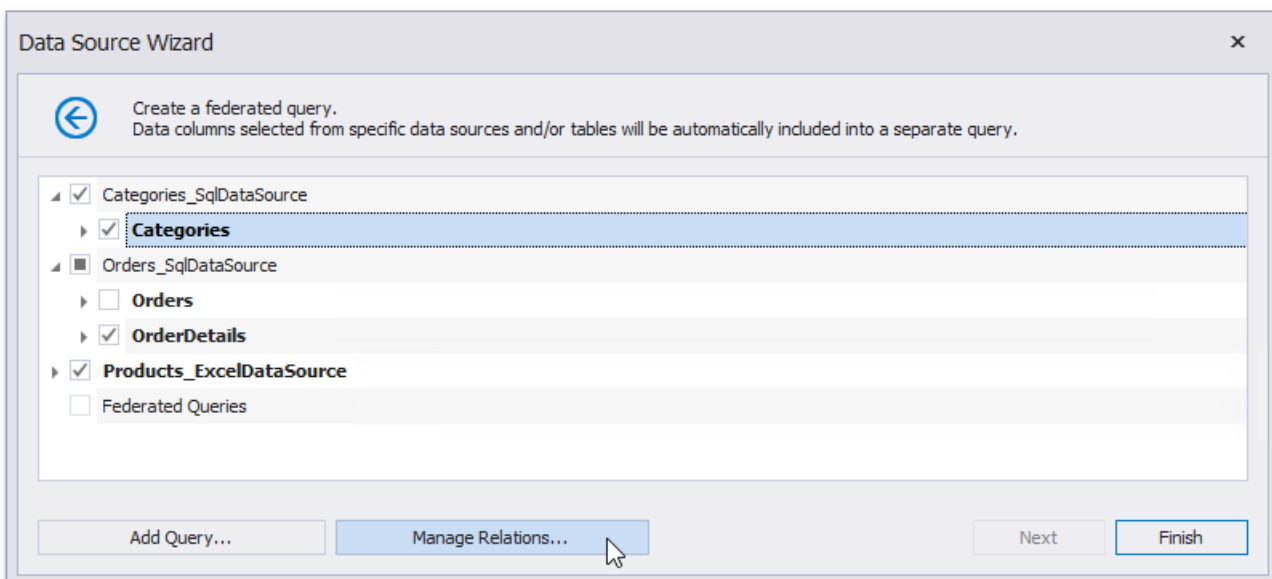 Data Source Wizard
Create a federated query.
Data columns selected from specific data sources and/or tables will be automatically included into a separate query.
Categories_SqlDataSource
Categories
Orders_SqlDataSource
Orders
OrderDetails
Products_ExcelDataSource
Federated Queries
Add Query... Manage Relations... Next Finish